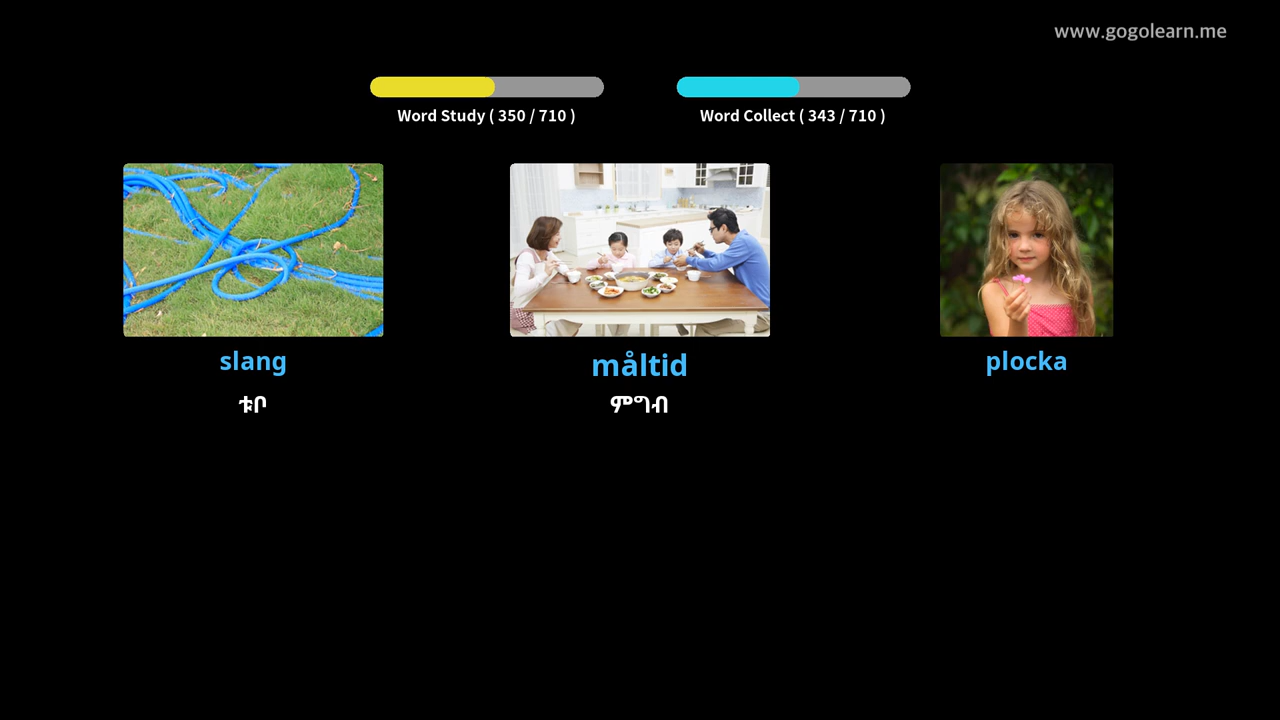 www.gogolearn.me
Word Study ( 350 / 710 )
Word Collect ( 343 / 710 )
slang
måltid
plocka
ቱቦ
ምግብ